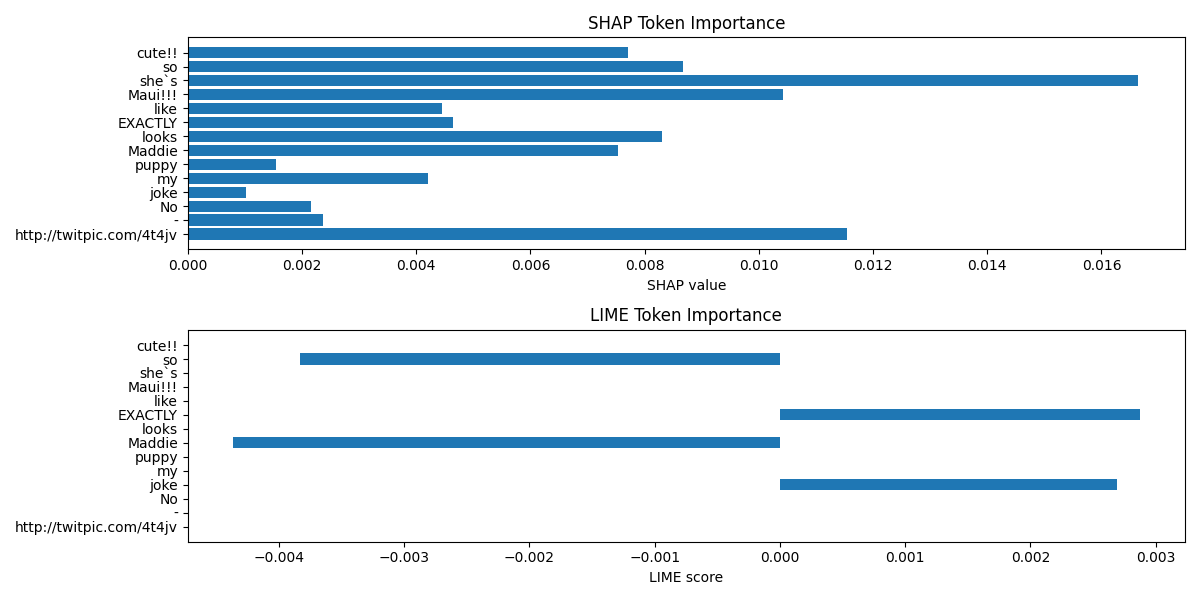 SHAP Token Importance
cute!!
so
she`s
Maui!!!
like
EXACTLY
looks
Maddie
puppy
my
joke
No
-
http://twitpic.com/4t4jv
0.000 0.002 0.004 0.006 0.008 0.010 0.012 0.014 0.016
SHAP value
LIME Token Importance
cute!!
so
she`s
Maui!!!
like
EXACTLY
looks
Maddie
puppy
my
joke
No
-
http://twitpic.com/4t4jv
−0.004 −0.003 −0.002 −0.001 0.000 0.001 0.002 0.003
LIME score